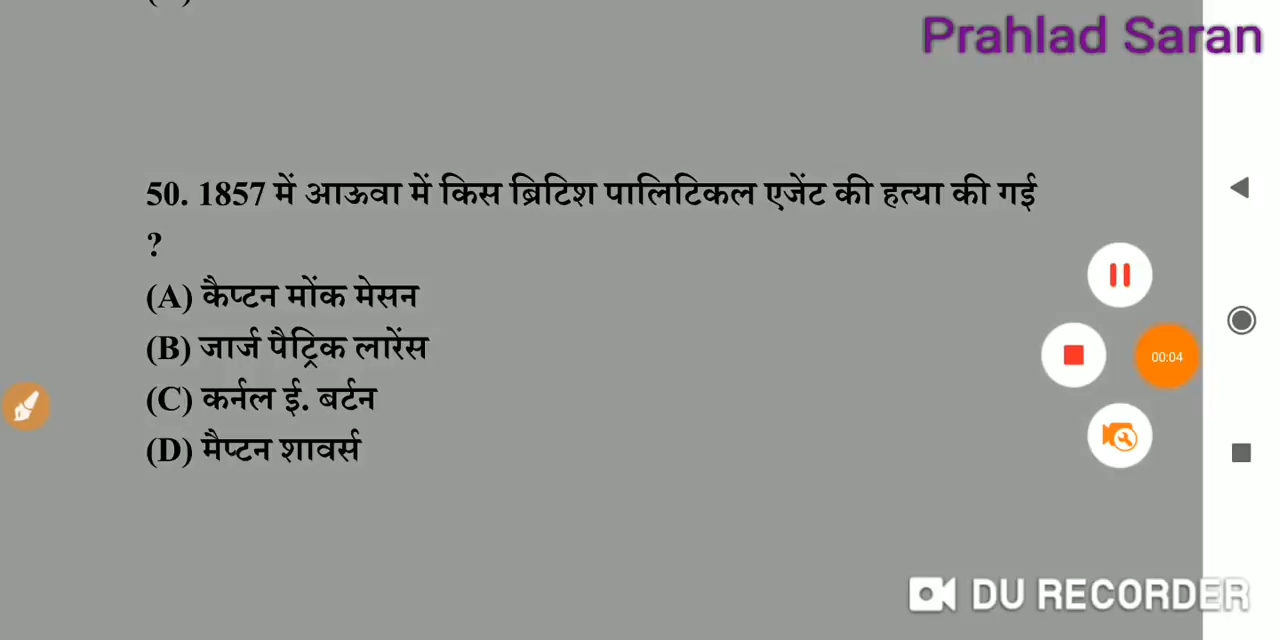 Prahlad Saran
50. 1857 में आऊवा में किस ब्रिटिश पालिटिकल एजेंट की हत्या की गई
?
(A) कैप्टन मोंक मेसन
(B) जार्ज पैट्रिक लारेंस
(C) कर्नल ई. बर्टन
(D) मैप्टन शावर्स
00:04
DU RECORDER